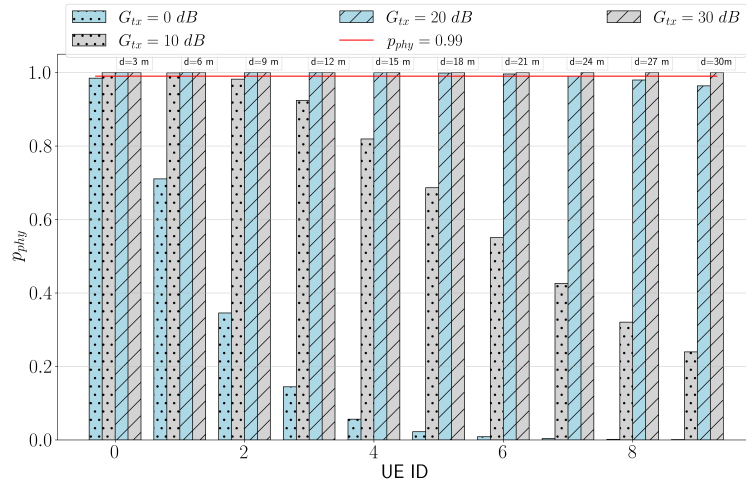 G_tx = 0 dB G_tx = 20 dB G_tx = 30 dB
G_tx = 10 dB p_phy = 0.99
d=3 m d=6 m d=9 m d=12 m d=15 m d=18 m d=21 m d=24 m d=27 m d=30m
1.0
0.8
0.6
0.4
0.2
0.0
p_phy
0 2 4 6 8
UE ID